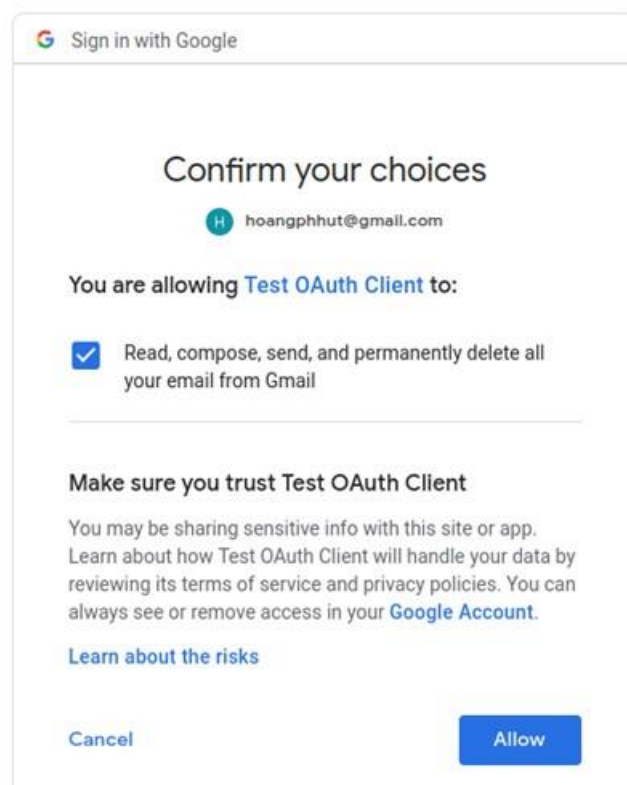 Sign in with Google
Confirm your choices
H hoangphhut@gmail.com
You are allowing Test OAuth Client to:
Read, compose, send, and permanently delete all
your email from Gmail
Make sure you trust Test OAuth Client
You may be sharing sensitive info with this site or app.
Learn about how Test OAuth Client will handle your data by
reviewing its terms of service and privacy policies. You can
always see or remove access in your Google Account.
Learn about the risks
Cancel Allow